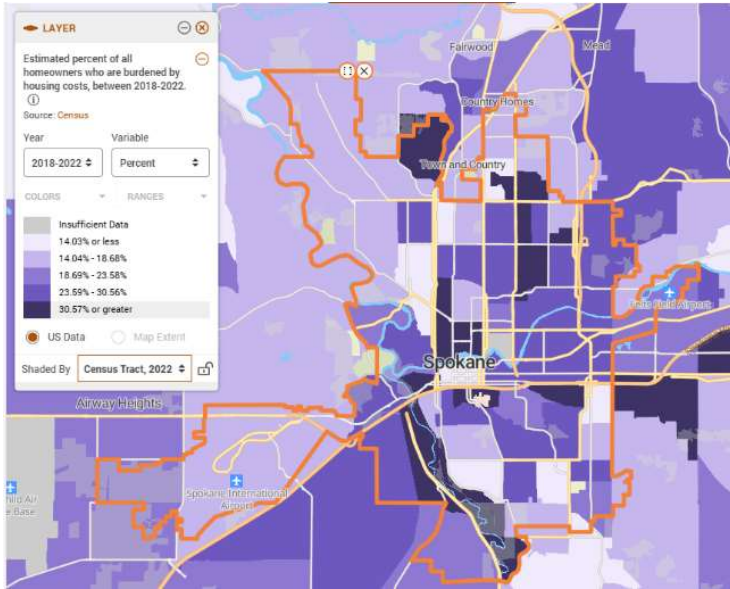 LAYER
Estimated percent of all
homeowners who are burdened by
housing costs, between 2018-2022.
Source: Census
Year
Variable
2018-2022
Percent
COLORS
RANGES
Insufficient Data
14.03% or less
14.04% - 18.68%
18.69% - 23.58%
23.59% - 30.56%
30.57% or greater
US Data
Map Extent
Shaded By
Census Tract, 2022
Fairwood
Mead
Country Homes
Town and Country
Felts Field Airport
Spokane
Airway Heights
Spokane International
Airport
child Air
e Base